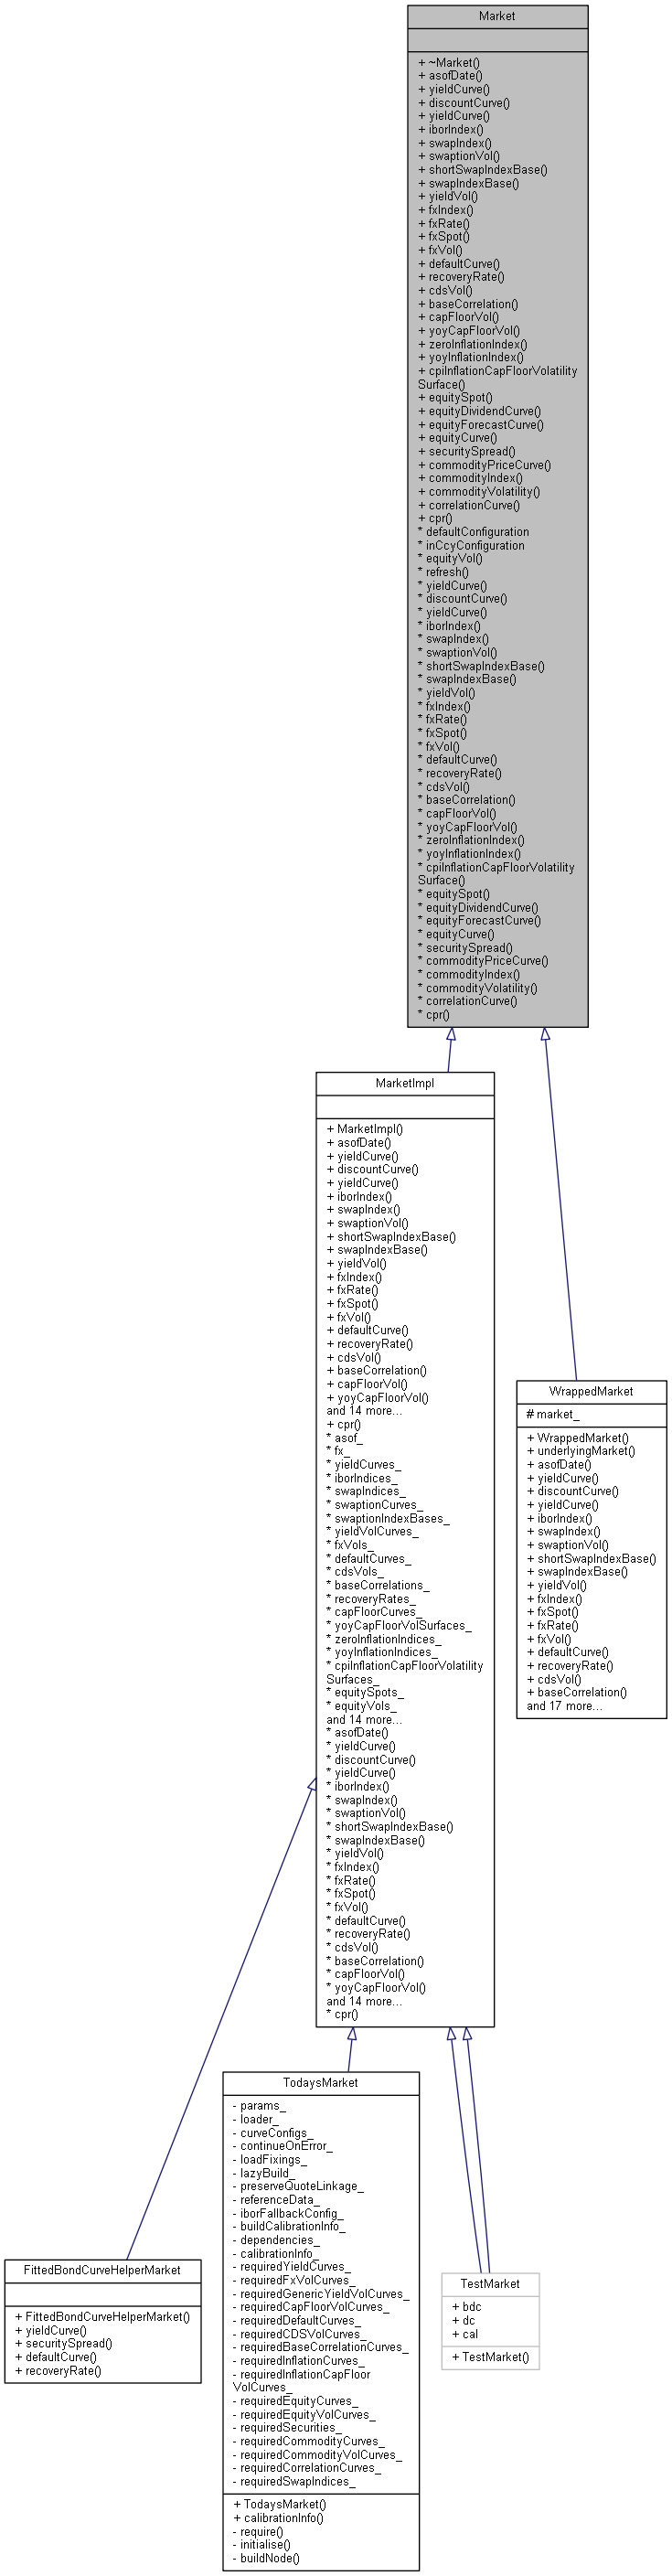 Market
+ ~Market()
+ asofDate()
+ yieldCurve()
+ discountCurve()
+ yieldCurve()
+ iborIndex()
+ swapIndex()
+ swaptionVol()
+ shortSwapIndexBase()
+ swapIndexBase()
+ yieldVol()
+ fxIndex()
+ fxRate()
+ fxSpot()
+ fxVol()
+ defaultCurve()
+ recoveryRate()
+ cdsVol()
+ baseCorrelation()
+ capFloorVol()
+ yoyCapFloorVol()
+ zeroInflationIndex()
+ yoyInflationIndex()
+ cpiInflationCapFloorVolatility
Surface()
+ equitySpot()
+ equityDividendCurve()
+ equityForecastCurve()
+ equityCurve()
+ securitySpread()
+ commodityPriceCurve()
+ commodityIndex()
+ commodityVolatility()
+ correlationCurve()
+ cpr()
* defaultConfiguration
* inCcyConfiguration
* equityVol()
* refresh()
* yieldCurve()
* discountCurve()
* yieldCurve()
* iborIndex()
* swapIndex()
* swaptionVol()
* shortSwapIndexBase()
* swapIndexBase()
* yieldVol()
* fxIndex()
* fxRate()
* fxSpot()
* fxVol()
* defaultCurve()
* recoveryRate()
* cdsVol()
* baseCorrelation()
* capFloorVol()
* yoyCapFloorVol()
* zeroInflationIndex()
* yoyInflationIndex()
* cpiInflationCapFloorVolatility
Surface()
* equitySpot()
* equityDividendCurve()
* equityForecastCurve()
* equityCurve()
* securitySpread()
* commodityPriceCurve()
* commodityIndex()
* commodityVolatility()
* correlationCurve()
* cpr()
MarketImpl
+ MarketImpl()
+ asofDate()
+ yieldCurve()
+ discountCurve()
+ yieldCurve()
+ iborIndex()
+ swapIndex()
+ swaptionVol()
+ shortSwapIndexBase()
+ swapIndexBase()
+ yieldVol()
+ fxIndex()
+ fxRate()
+ fxSpot()
+ fxVol()
+ defaultCurve()
+ recoveryRate()
+ cdsVol()
+ baseCorrelation()
+ capFloorVol()
+ yoyCapFloorVol()
and 14 more...
+ cpr()
* asof_
* fx_
* yieldCurves_
* iborIndices_
* swapIndices_
* swaptionCurves_
* swaptionIndexBases_
* yieldVolCurves_
* fxVols_
* defaultCurves_
* cdsVols_
* baseCorrelations_
* recoveryRates_
* capFloorCurves_
* yoyCapFloorVolSurfaces_
* zeroInflationIndices_
* yoyInflationIndices_
* cpiInflationCapFloorVolatility
Surfaces_
* equitySpots_
* equityVols_
and 14 more...
* asofDate()
* yieldCurve()
* discountCurve()
* yieldCurve()
* iborIndex()
* swapIndex()
* swaptionVol()
* shortSwapIndexBase()
* swapIndexBase()
* yieldVol()
* fxIndex()
* fxRate()
* fxSpot()
* fxVol()
* defaultCurve()
* recoveryRate()
* cdsVol()
* baseCorrelation()
* capFloorVol()
* yoyCapFloorVol()
and 14 more...
* cpr()
WrappedMarket
# market_
+ WrappedMarket()
+ underlyingMarket()
+ asofDate()
+ yieldCurve()
+ discountCurve()
+ yieldCurve()
+ iborIndex()
+ swapIndex()
+ swaptionVol()
+ shortSwapIndexBase()
+ swapIndexBase()
+ yieldVol()
+ fxIndex()
+ fxSpot()
+ fxRate()
+ fxVol()
+ defaultCurve()
+ recoveryRate()
+ cdsVol()
+ baseCorrelation()
and 17 more...
FittedBondCurveHelperMarket
+ FittedBondCurveHelperMarket()
+ yieldCurve()
+ securitySpread()
+ defaultCurve()
+ recoveryRate()
TodaysMarket
- params_
- loader_
- curveConfigs_
- continueOnError_
- loadFixings_
- lazyBuild_
- preserveQuoteLinkage_
- referenceData_
- iborFallbackConfig_
- buildCalibrationInfo_
- dependencies_
- calibrationInfo_
- requiredYieldCurves_
- requiredFxVolCurves_
- requiredGenericYieldVolCurves_
- requiredCapFloorVolCurves_
- requiredDefaultCurves_
- requiredCDSVolCurves_
- requiredBaseCorrelationCurves_
- requiredInflationCurves_
- requiredInflationCapFloor
VolCurves_
- requiredEquityCurves_
- requiredEquityVolCurves_
- requiredSecurities_
- requiredCommodityCurves_
- requiredCommodityVolCurves_
- requiredCorrelationCurves_
- requiredSwapIndices_
+ TodaysMarket()
+ calibrationInfo()
- require()
- initialise()
- buildNode()
TestMarket
+ bdc
+ dc
+ cal
+ TestMarket()